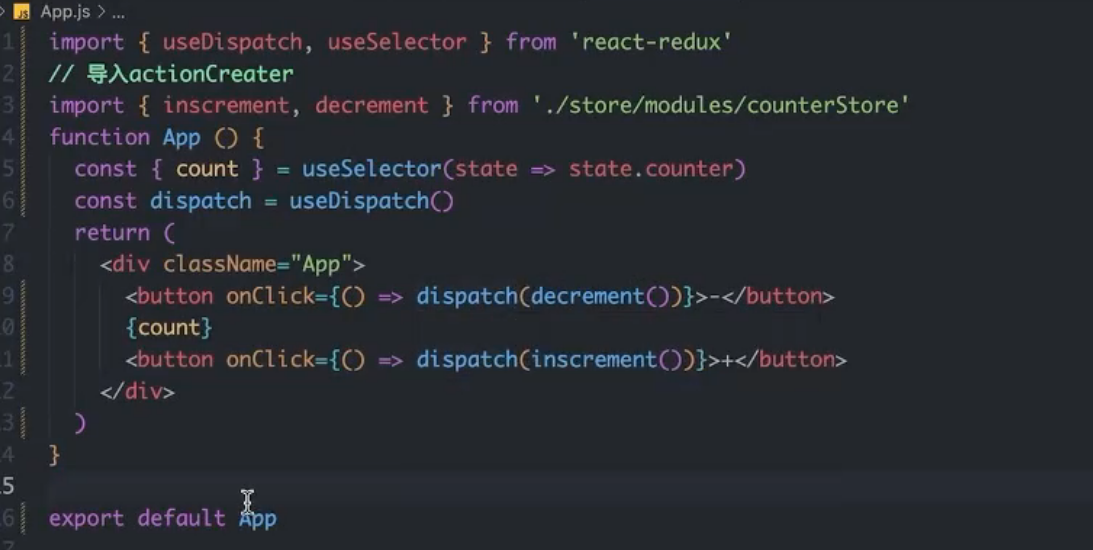 JS App.js > ...
1 import { useDispatch, useSelector } from 'react-redux'
2 // 导入actionCreater
3 import { inscrement, decrement } from './store/modules/counterStore'
4 function App () {
5 const { count } = useSelector(state => state.counter)
6 const dispatch = useDispatch()
7 return (
8 <div className="App">
9 <button onClick={() => dispatch(decrement())}>-</button>
0 {count}
1 <button onClick={() => dispatch(inscrement())}>+</button>
2 </div>
3 )
4 }
5
6 export default App